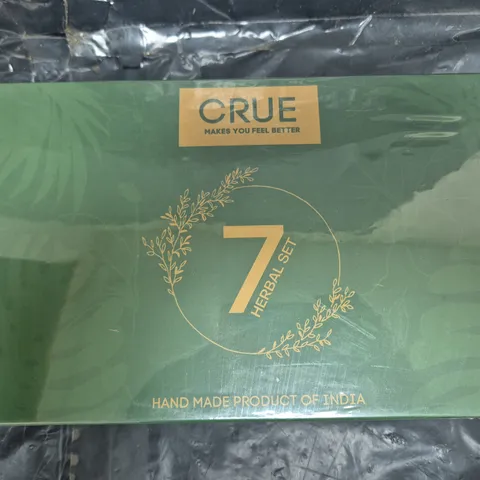 CRUE
MAKES YOU FEEL BETTER
7
HERBAL SET
HAND MADE PRODUCT OF INDIA